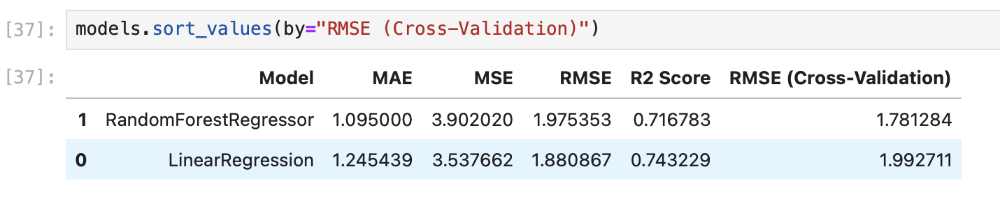 [37]: models.sort_values(by="RMSE (Cross-Validation)")
[37]: Model MAE MSE RMSE R2 Score RMSE (Cross-Validation)
1 RandomForestRegressor 1.095000 3.902020 1.975353 0.716783 1.781284
0 LinearRegression 1.245439 3.537662 1.880867 0.743229 1.992711